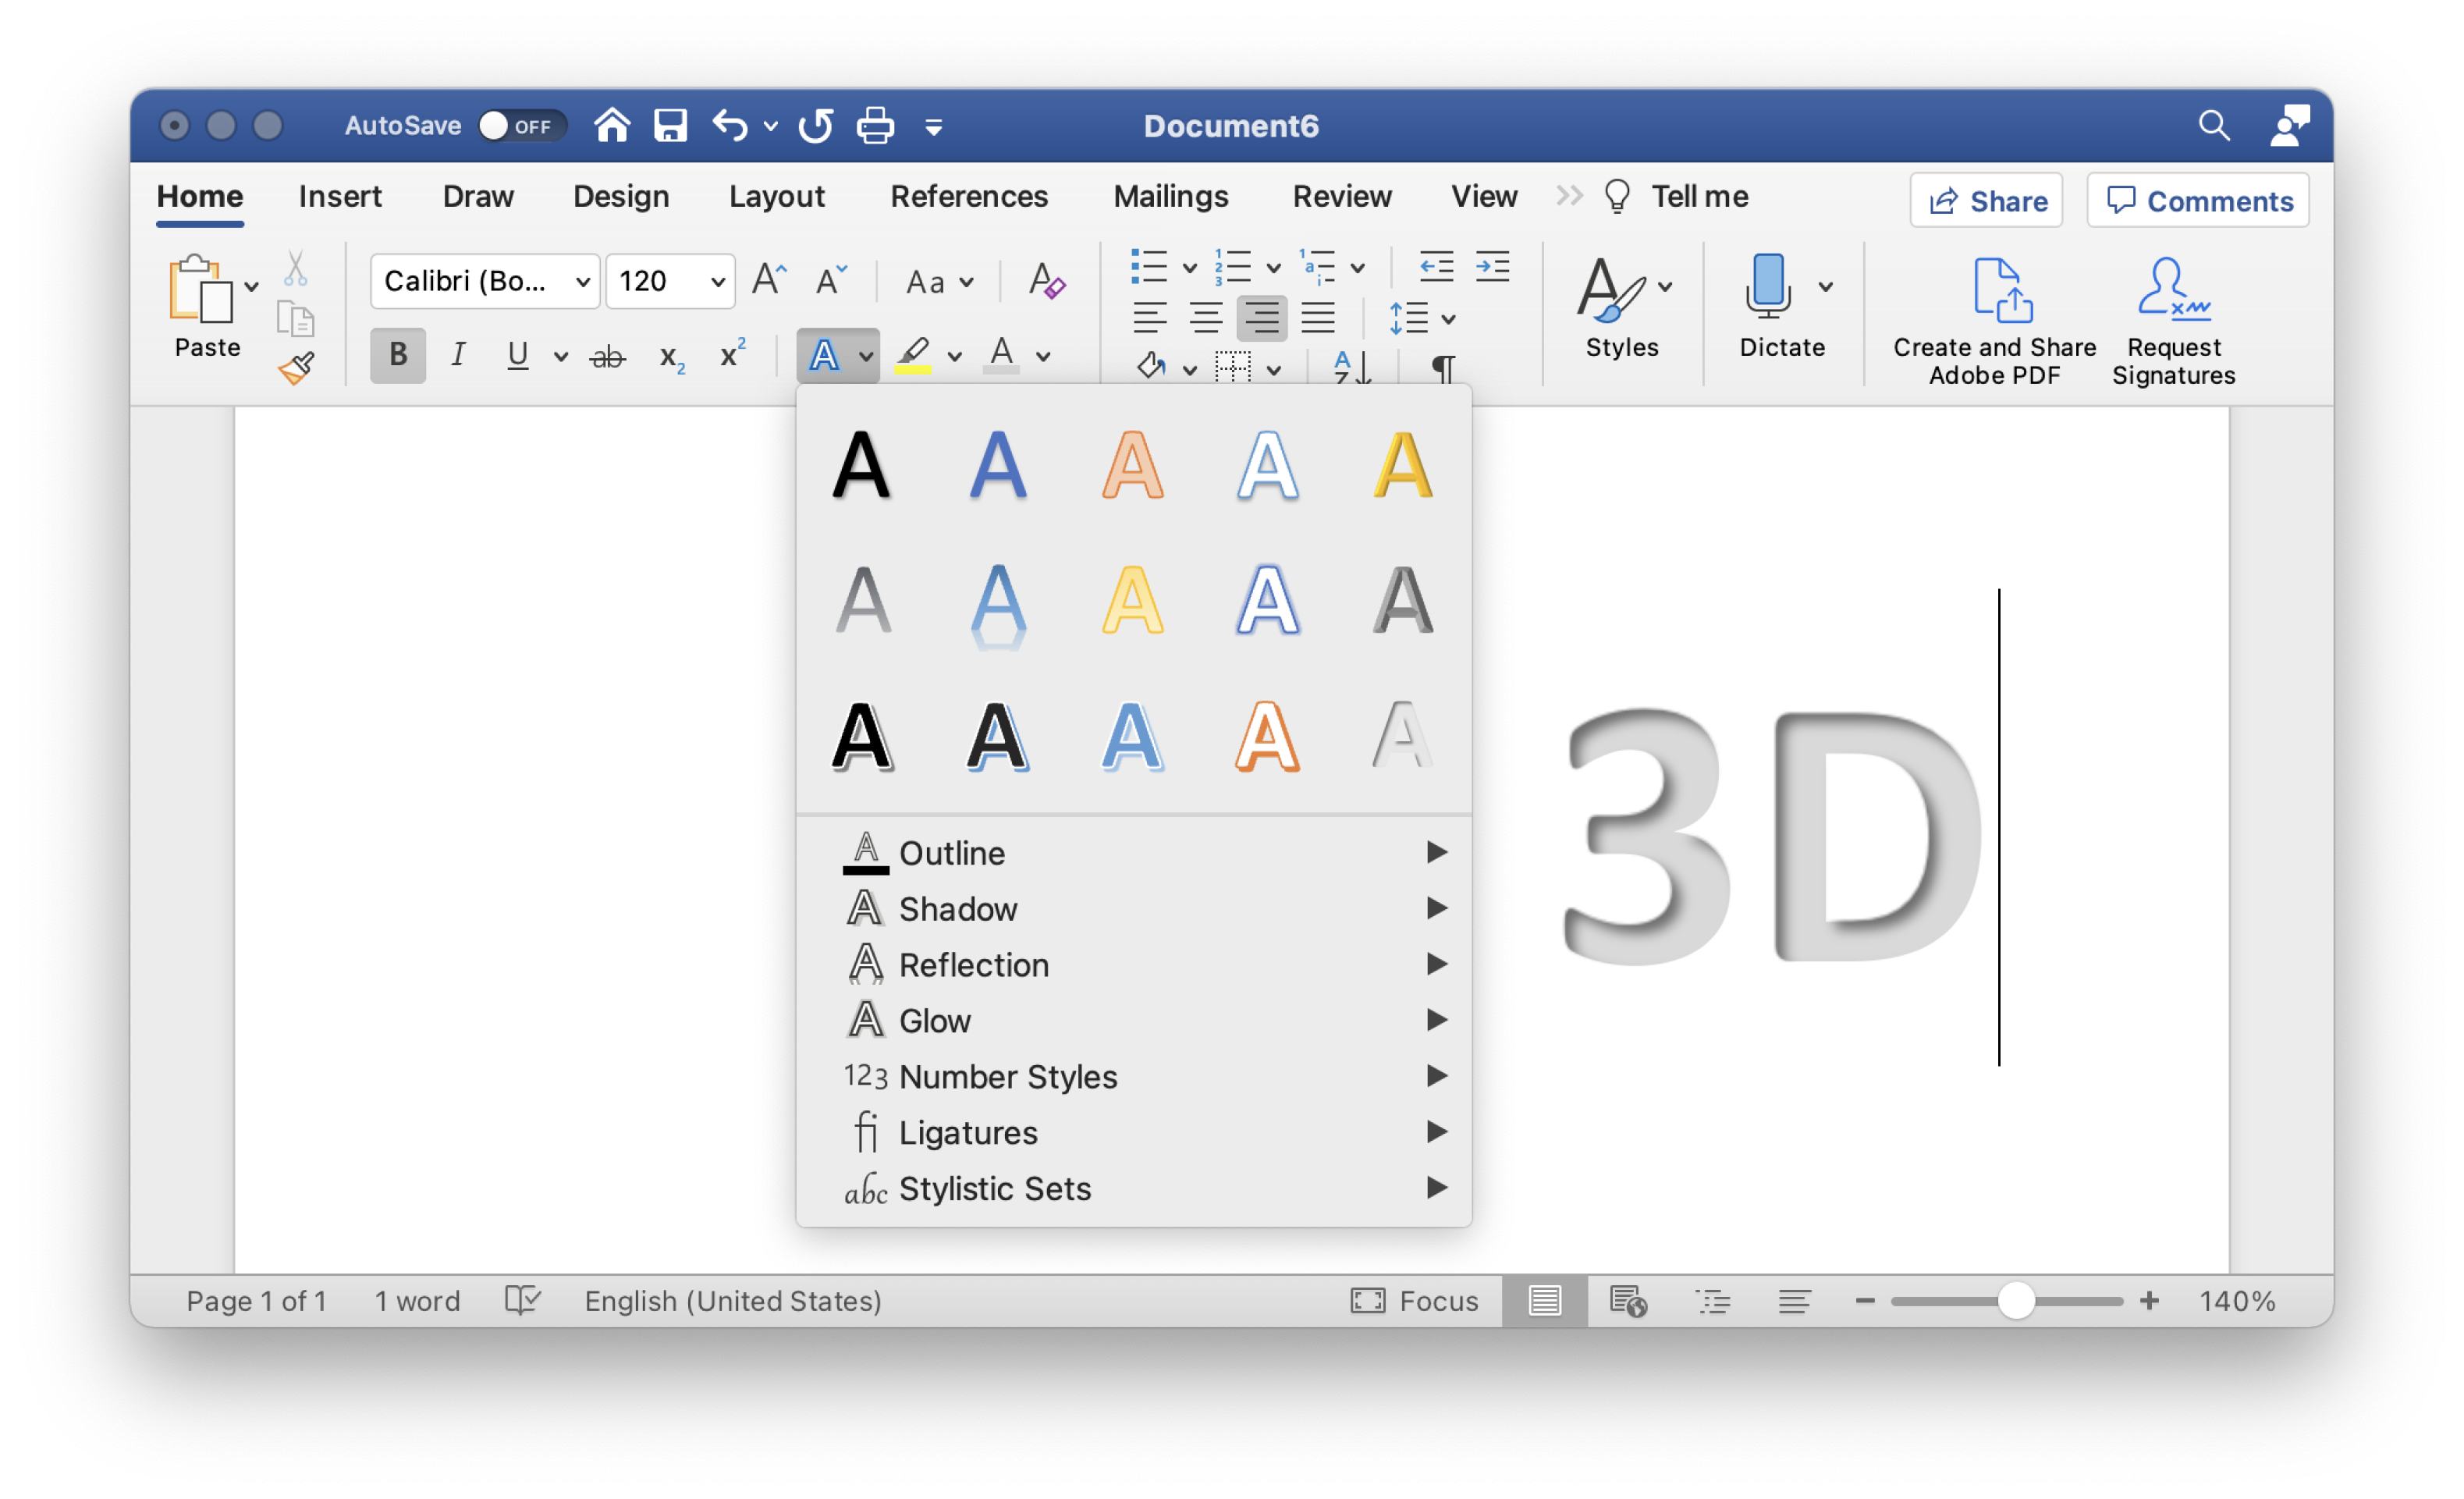 AutoSave OFF Document6
Home Insert Draw Design Layout References Mailings Review View Tell me Share Comments
Paste
Calibri (Bo... 120 A A Aa A
B I U ab x2 x2 A A
A Z
Styles
Dictate
Create and Share
Adobe PDF
Request
Signatures
A A A A A
A A A A A
A A A A A
3D
A Outline
A Shadow
A Reflection
A Glow
123 Number Styles
fi Ligatures
abc Stylistic Sets
Page 1 of 1 1 word English (United States) Focus 140%